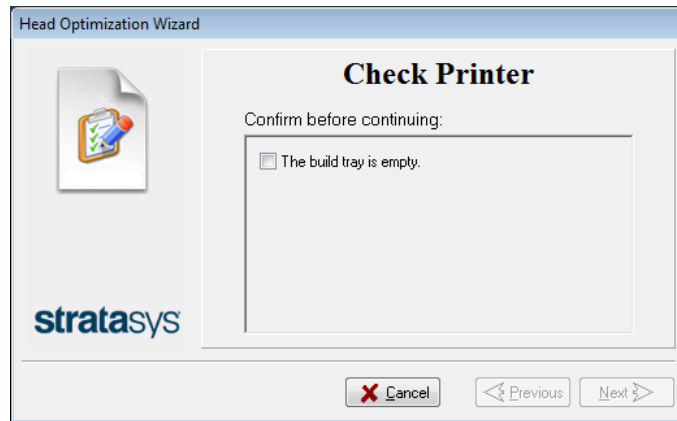 Head Optimization Wizard
Check Printer
Confirm before continuing:
The build tray is empty.
stratasys
Cancel
Previous
Next